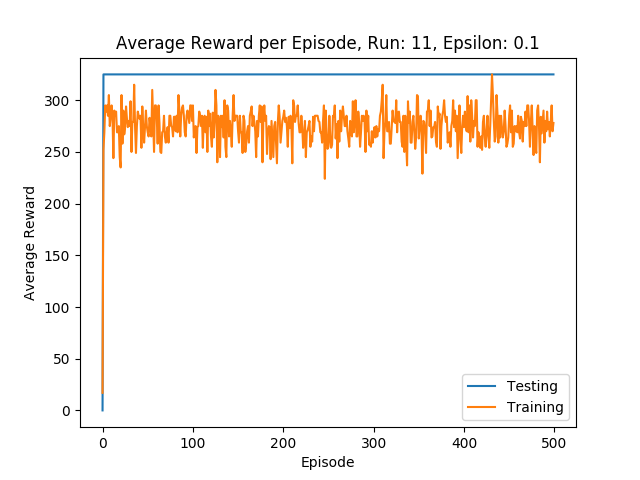 Average Reward per Episode, Run: 11, Epsilon: 0.1
Average Reward
300
250
200
150
100
50
0
0 100 200 300 400 500
Episode
Testing
Training